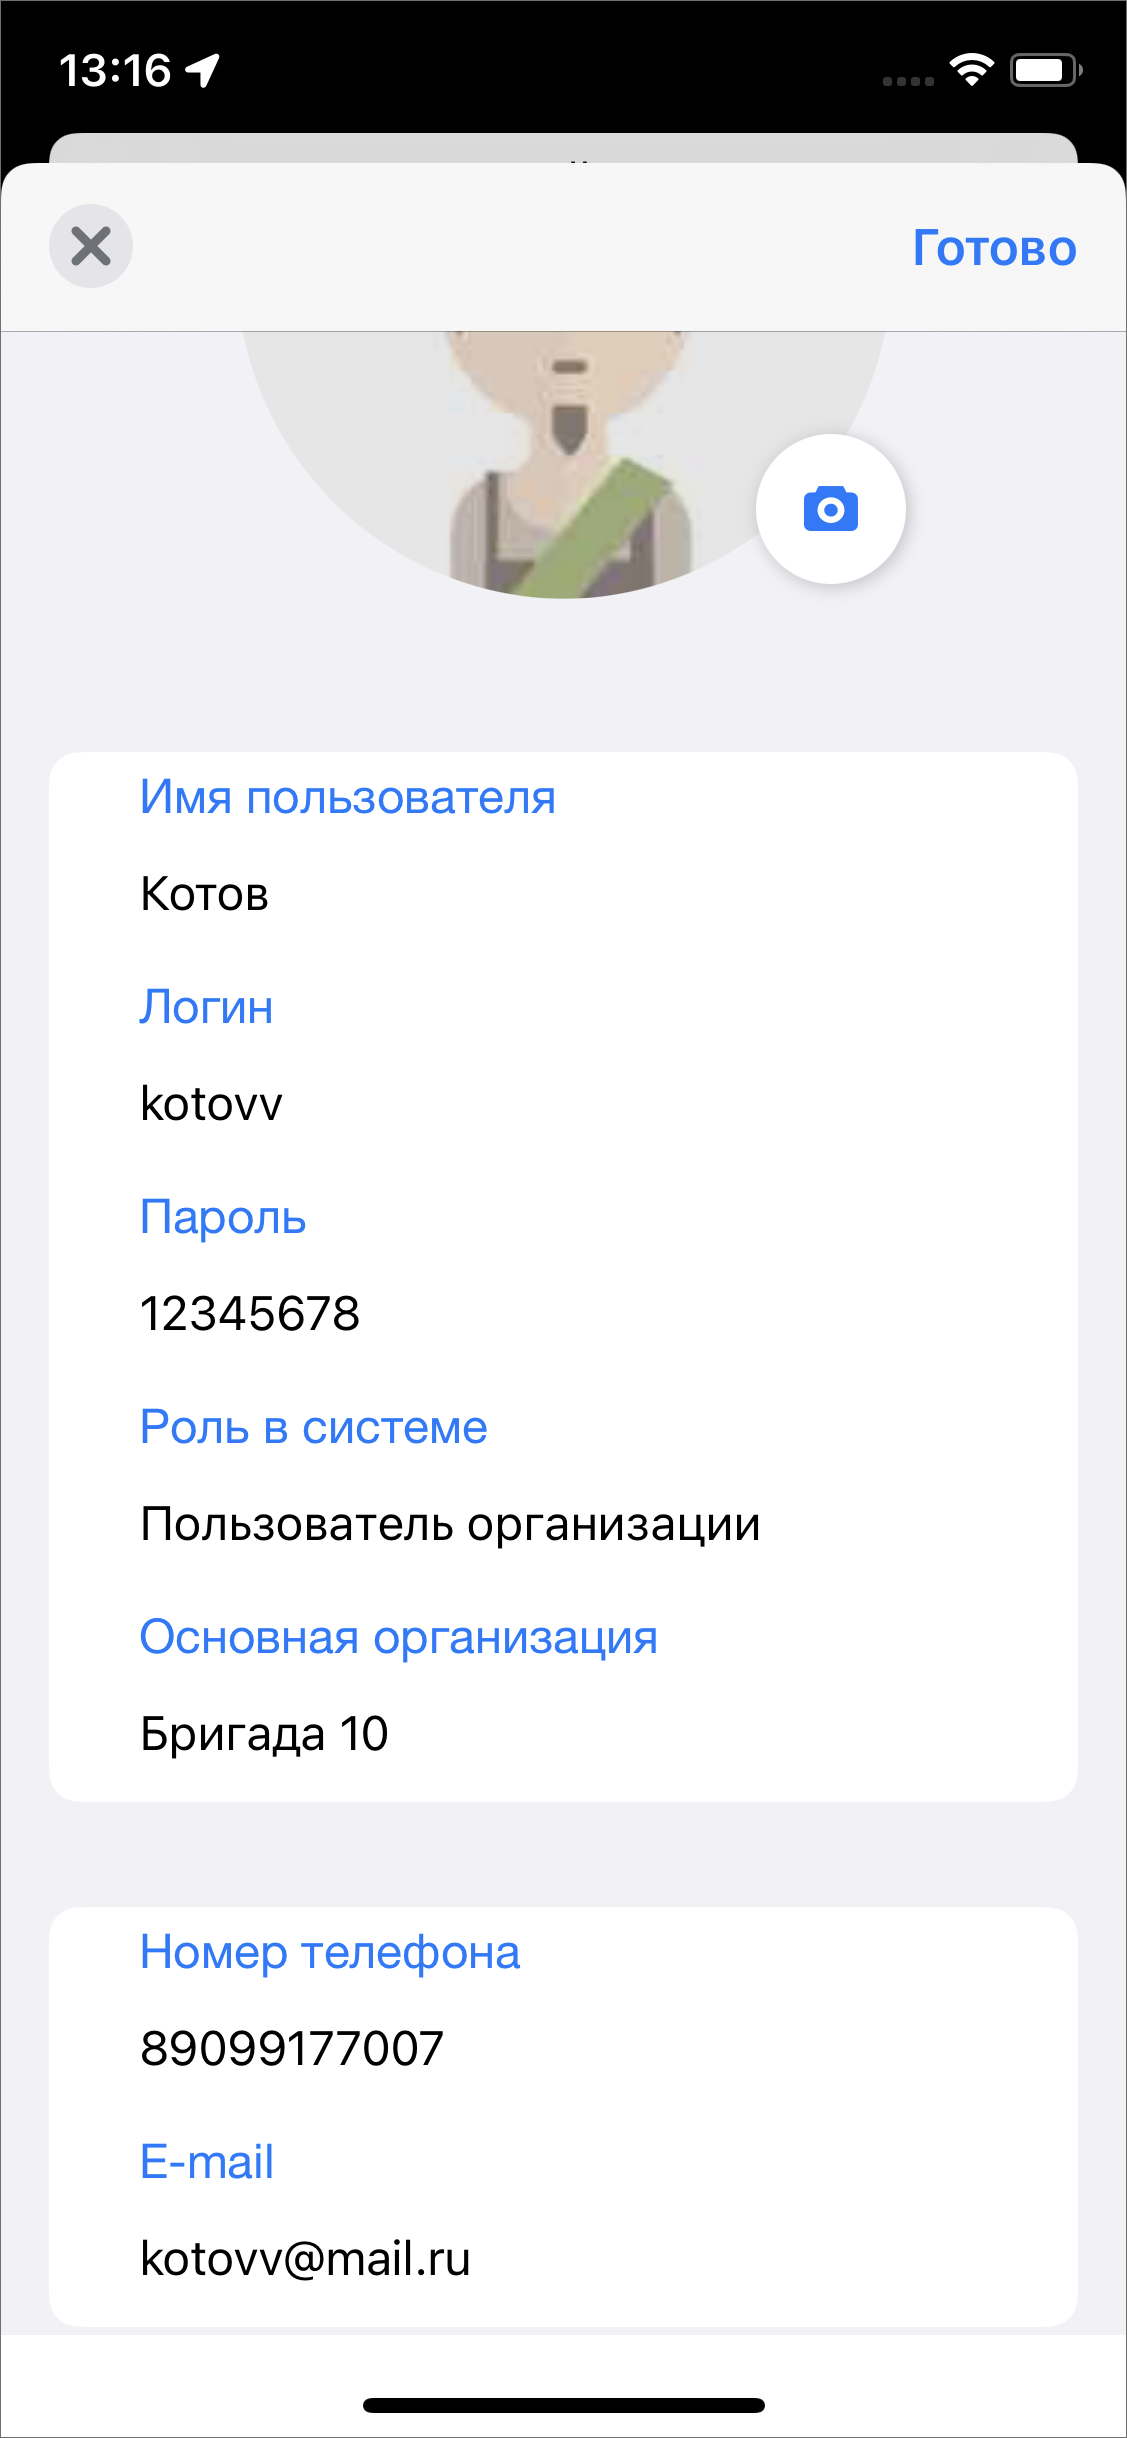 13:16
Готово
Имя пользователя
Котов
Логин
kotovv
Пароль
12345678
Роль в системе
Пользователь организации
Основная организация
Бригада 10
Номер телефона
89099177007
E-mail
kotovv@mail.ru